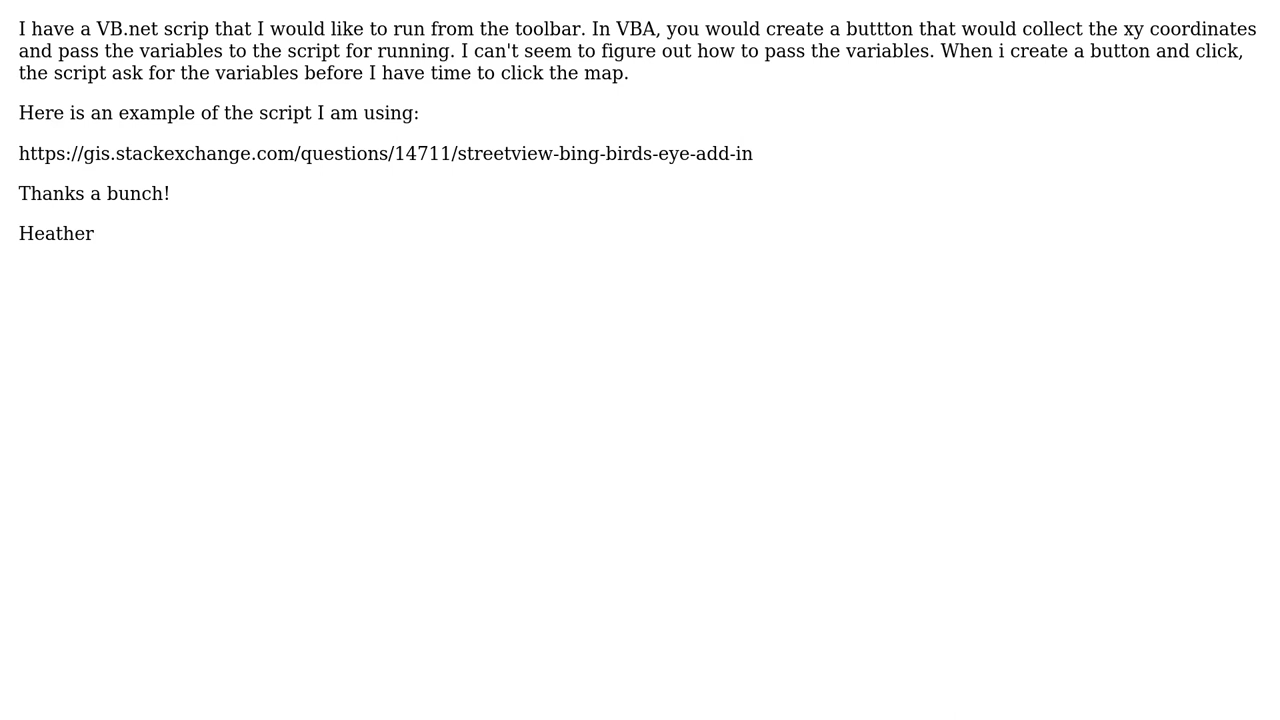 I have a VB.net scrip that I would like to run from the toolbar. In VBA, you would create a buttton that would collect the xy coordinates
and pass the variables to the script for running. I can't seem to figure out how to pass the variables. When i create a button and click,
the script ask for the variables before I have time to click the map.
Here is an example of the script I am using:
https://gis.stackexchange.com/questions/14711/streetview-bing-birds-eye-add-in
Thanks a bunch!
Heather